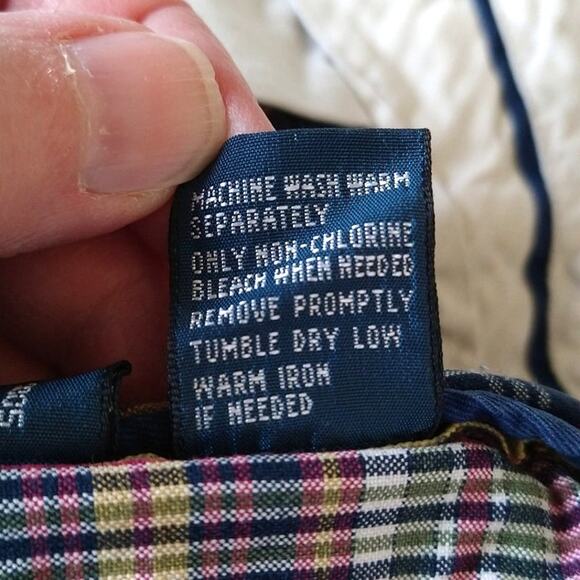 MACHINE WASH WARM
SEPARATELY
ONLY NON-CHLORINE
BLEACH WHEN NEEDED
REMOVE PROMPTLY
TUMBLE DRY LOW
WARM IRON
IF NEEDED